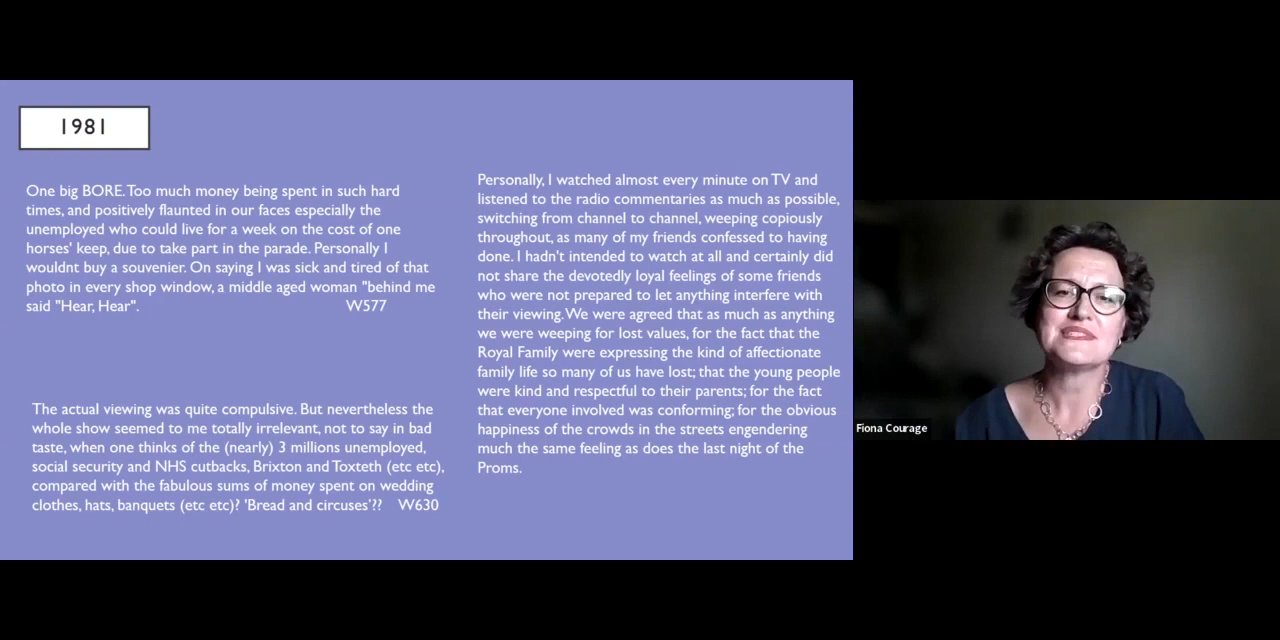 1981
One big BORE. Too much money being spent in such hard
times, and positively flaunted in our faces especially the
unemployed who could live for a week on the cost of one
horses' keep, due to take part in the parade. Personally I
wouldnt buy a souvenier. On saying I was sick and tired of that
photo in every shop window, a middle aged woman "behind me
said "Hear, Hear". W577
The actual viewing was quite compulsive. But nevertheless the
whole show seemed to me totally irrelevant, not to say in bad
taste, when one thinks of the (nearly) 3 millions unemployed,
social security and NHS cutbacks, Brixton and Toxteth (etc etc),
compared with the fabulous sums of money spent on wedding
clothes, hats, banquets (etc etc)? 'Bread and circuses'?? W630
Personally, I watched almost every minute on TV and
listened to the radio commentaries as much as possible,
switching from channel to channel, weeping copiously
throughout, as many of my friends confessed to having
done. I hadn't intended to watch at all and certainly did
not share the devotedly loyal feelings of some friends
who were not prepared to let anything interfere with
their viewing. We were agreed that as much as anything
we were weeping for lost values, for the fact that the
Royal Family were expressing the kind of affectionate
family life so many of us have lost; that the young people
were kind and respectful to their parents; for the fact
that everyone involved was conforming; for the obvious
happiness of the crowds in the streets engendering
much the same feeling as does the last night of the
Proms.
Fiona Courage